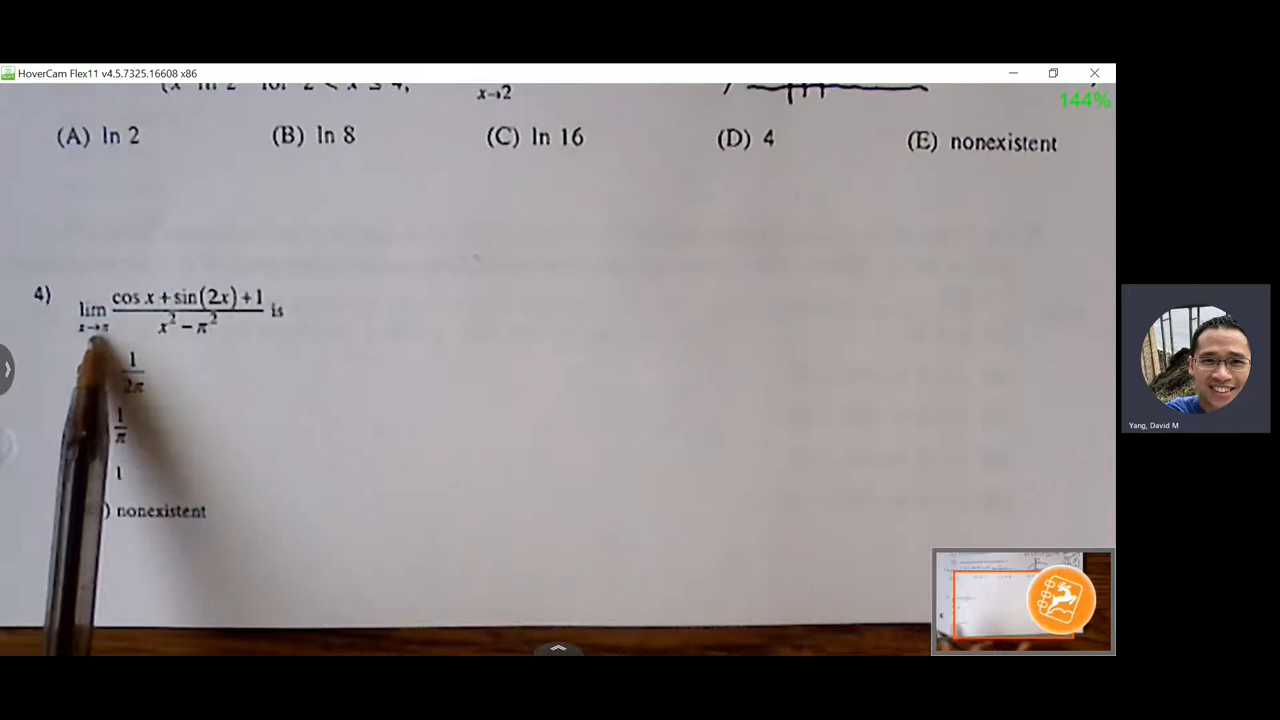 HoverCam Flex11 v4.5.7325.16608 x86
144%
x→2
(A) ln 2 (B) ln 8 (C) ln 16 (D) 4 (E) nonexistent
4) lim x→π (cos x + sin(2x) + 1)/(x² − π²) is
1/2π
1/π
1
) nonexistent
Yang, David M